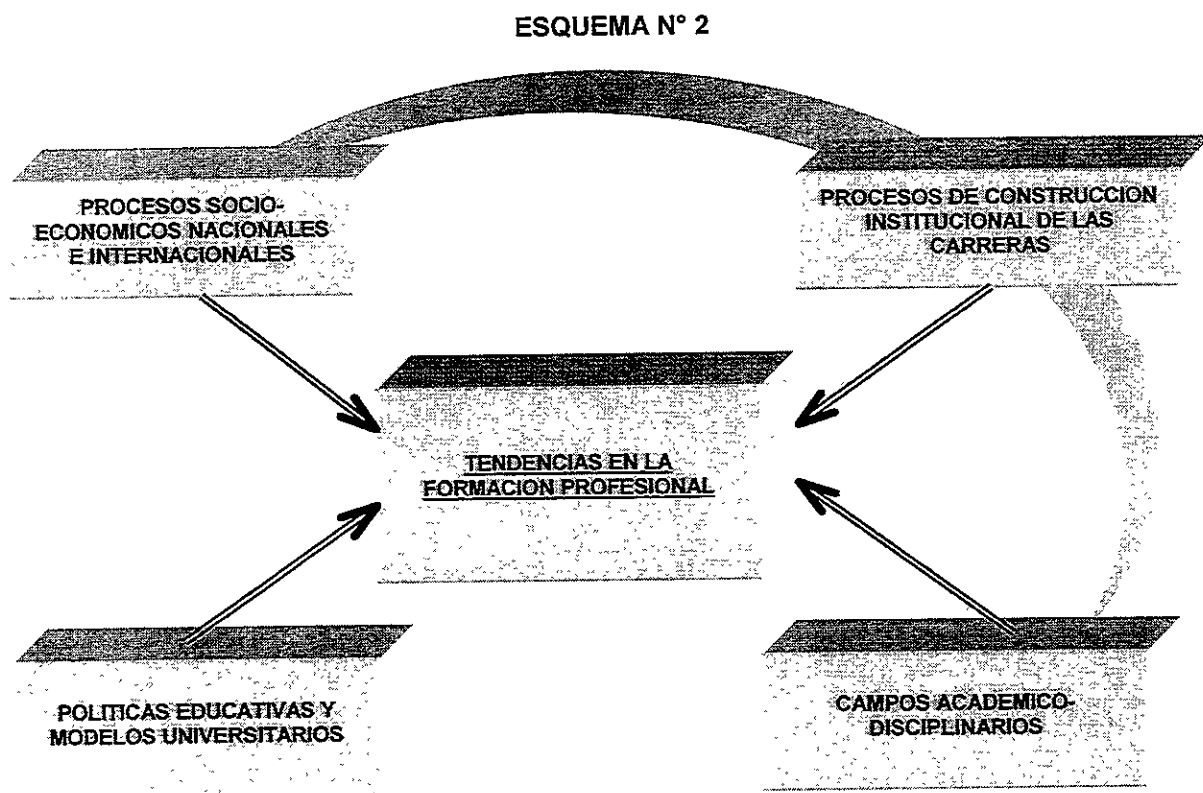 ESQUEMA N° 2
PROCESOS SOCIO-
ECONOMICOS NACIONALES
E INTERNACIONALES
PROCESOS DE CONSTRUCCION
INSTITUCIONAL DE LAS
CARRERAS
TENDENCIAS EN LA
FORMACION PROFESIONAL
POLITICAS EDUCATIVAS Y
MODELOS UNIVERSITARIOS
CAMPOS ACADEMICO-
DISCIPLINARIOS